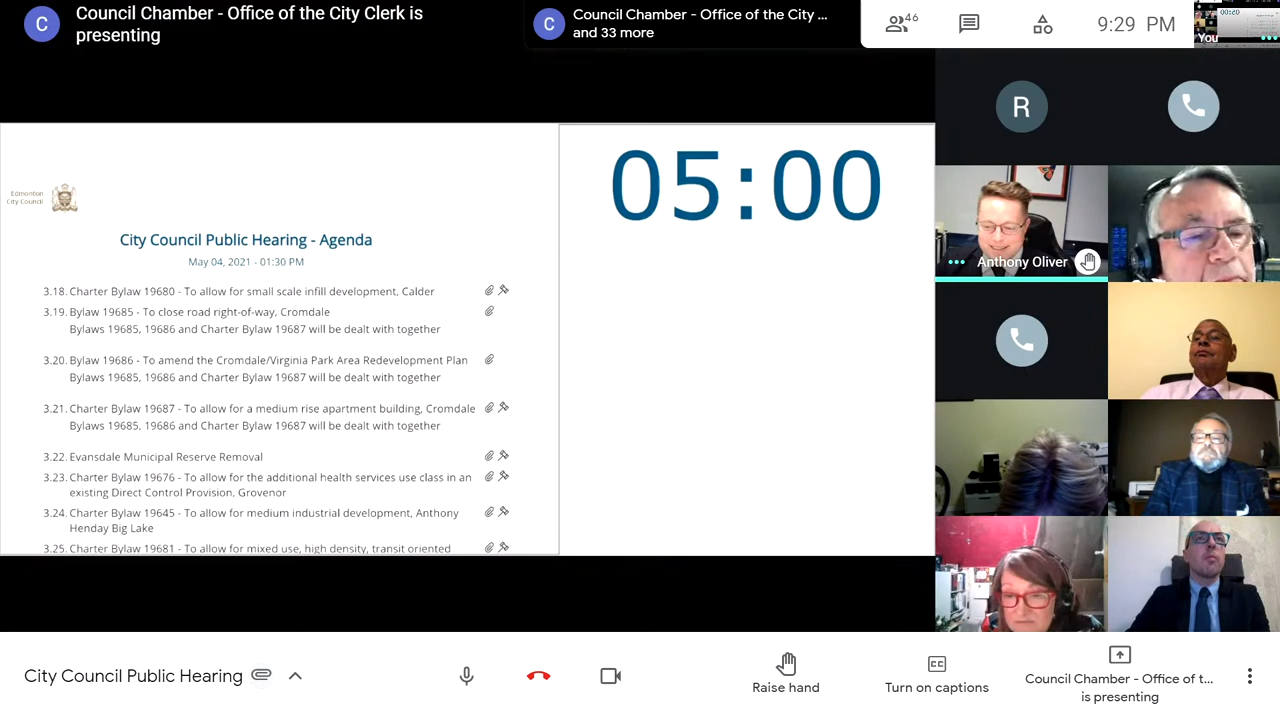 C
Council Chamber - Office of the City Clerk is
presenting
C
Council Chamber - Office of the City ...
and 33 more
46
9:29 PM
You
R
05:00
Edmonton
City Council
City Council Public Hearing - Agenda
May 04, 2021 - 01:30 PM
3.18. Charter Bylaw 19680 - To allow for small scale infill development, Calder
3.19. Bylaw 19685 - To close road right-of-way, Cromdale
Bylaws 19685, 19686 and Charter Bylaw 19687 will be dealt with together
3.20. Bylaw 19686 - To amend the Cromdale/Virginia Park Area Redevelopment Plan
Bylaws 19685, 19686 and Charter Bylaw 19687 will be dealt with together
3.21. Charter Bylaw 19687 - To allow for a medium rise apartment building, Cromdale
Bylaws 19685, 19686 and Charter Bylaw 19687 will be dealt with together
3.22. Evansdale Municipal Reserve Removal
3.23. Charter Bylaw 19676 - To allow for the additional health services use class in an
existing Direct Control Provision, Grovenor
3.24. Charter Bylaw 19645 - To allow for medium industrial development, Anthony
Henday Big Lake
3.25. Charter Bylaw 19681 - To allow for mixed use, high density, transit oriented
Anthony Oliver
City Council Public Hearing
Raise hand
CC
Turn on captions
Council Chamber - Office of t...
is presenting